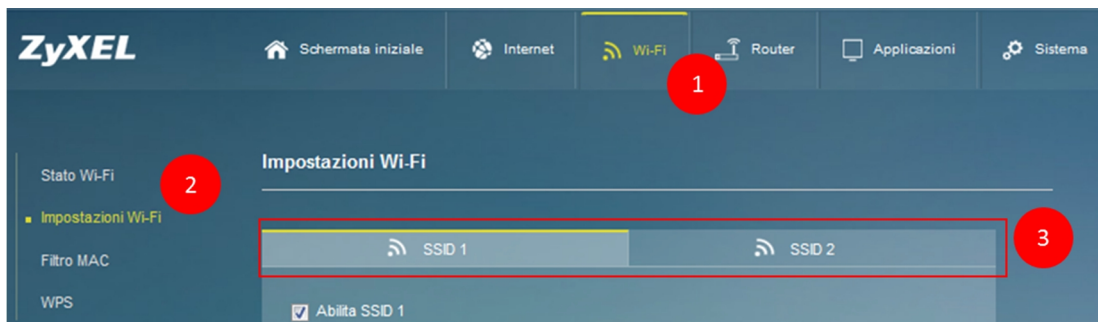 ZyXEL
Schermata iniziale
Internet
Wi-Fi
Router
Applicazioni
Sistema
1
Stato Wi-Fi
2
Impostazioni Wi-Fi
Filtro MAC
WPS
Impostazioni Wi-Fi
SSID 1
SSID 2
3
Abilita SSID 1